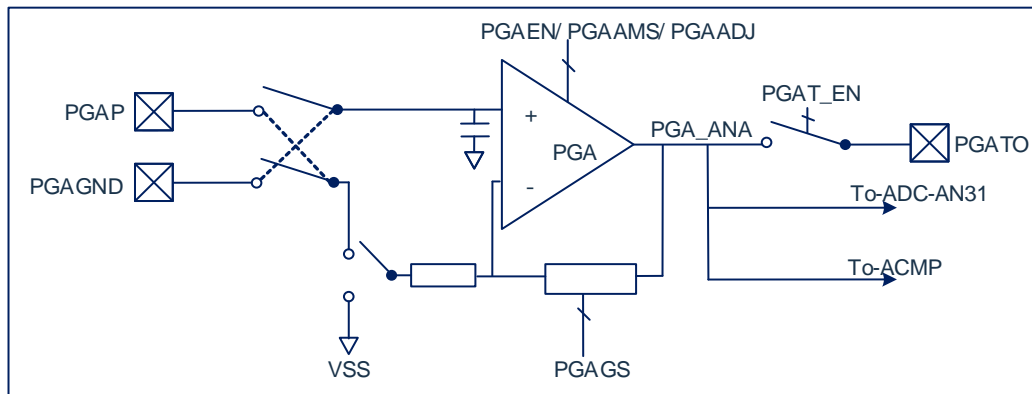 PGAEN/ PGAAMS/ PGAADJ
PGAP
+
PGAT_EN
PGA_ANA
PGA
PGATO
PGAGND
-
To-ADC-AN31
To-ACMP
VSS
PGAGS